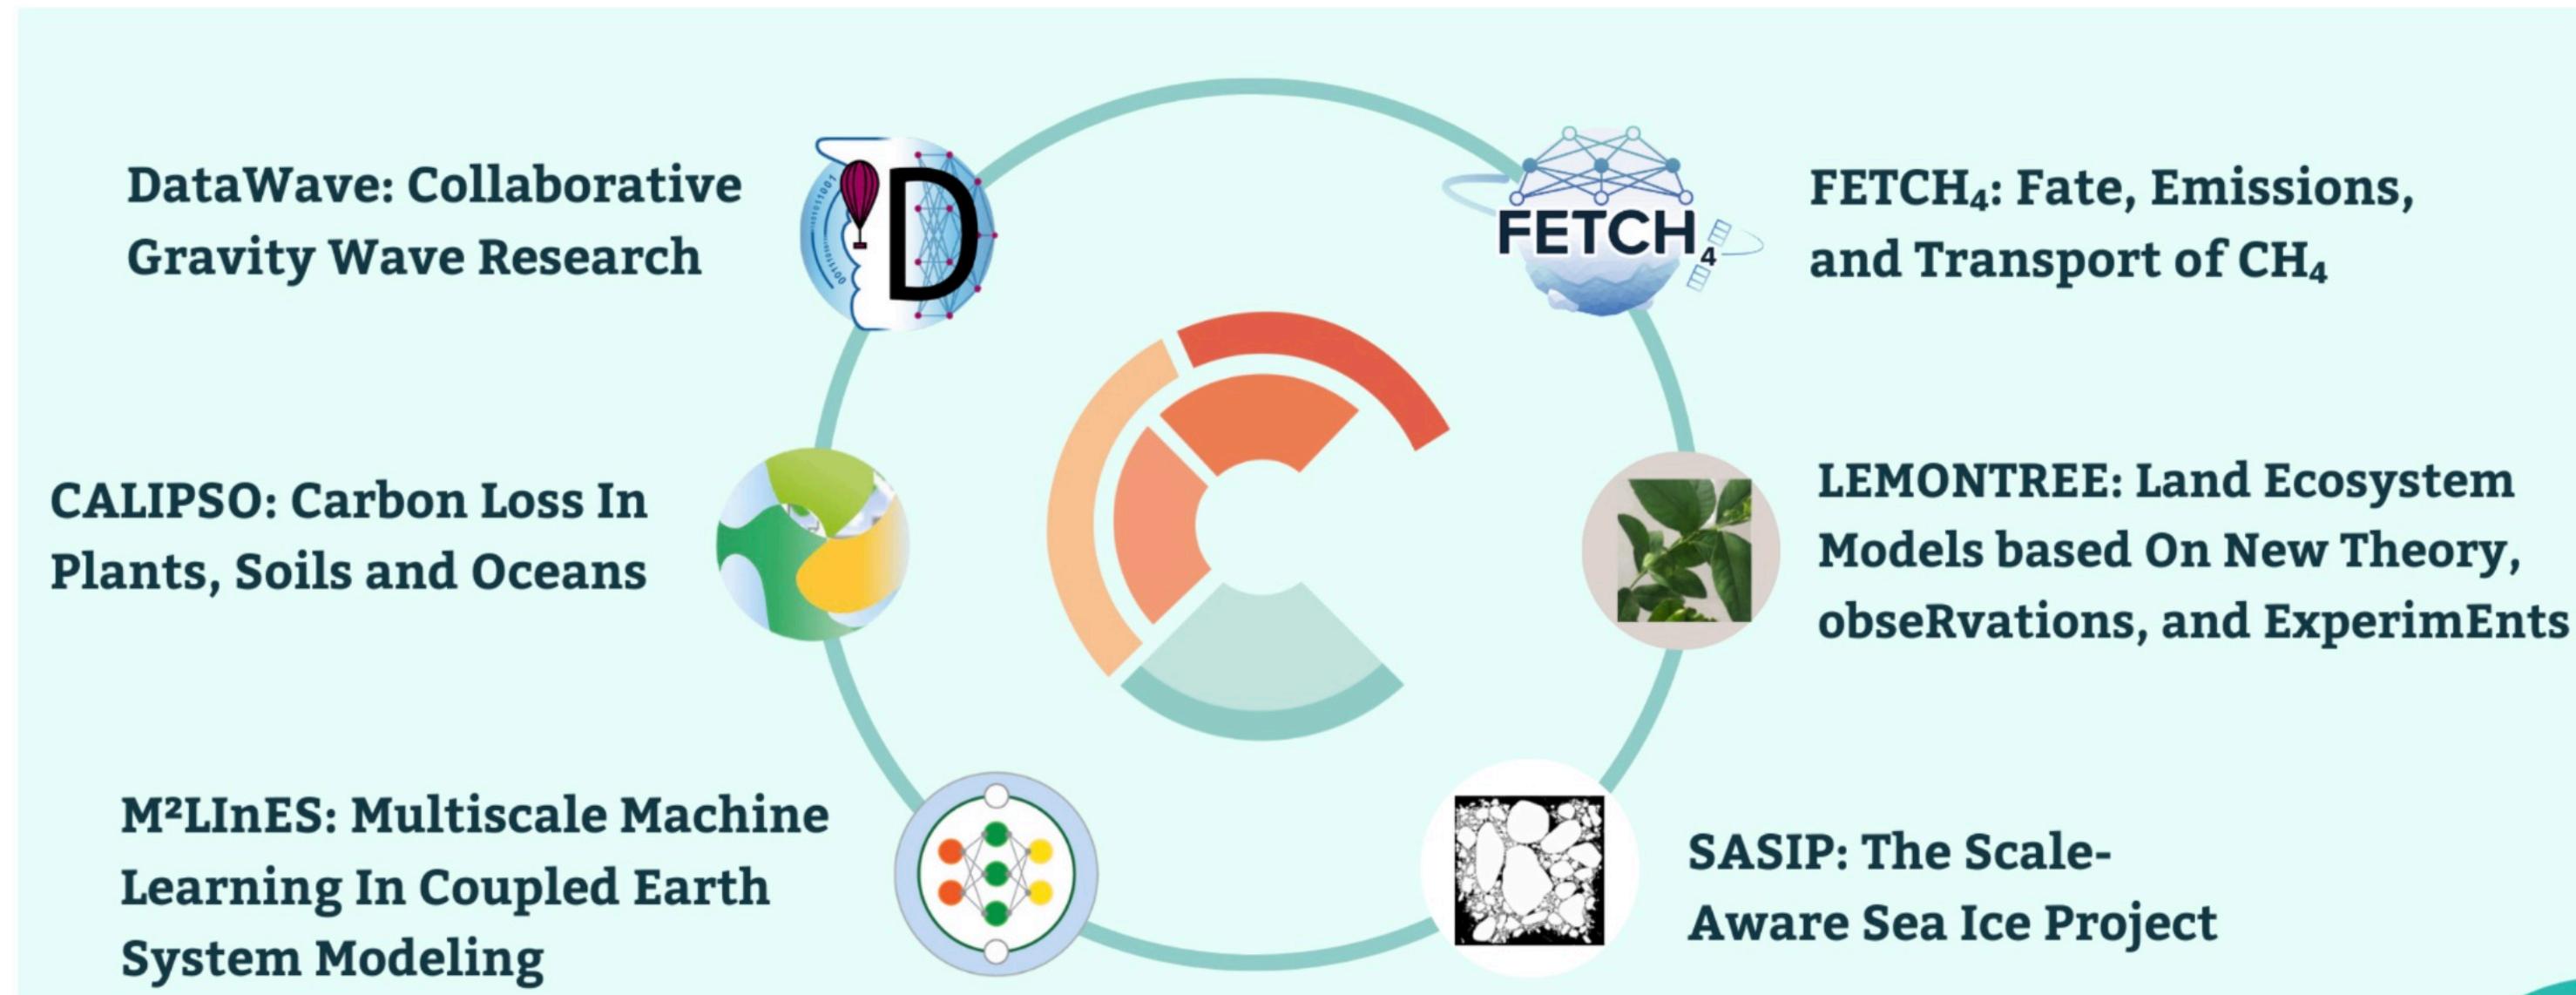 DataWave: Collaborative
Gravity Wave Research
D
FETCH₄
FETCH₄: Fate, Emissions,
and Transport of CH₄
CALIPSO: Carbon Loss In
Plants, Soils and Oceans
LEMONTREE: Land Ecosystem
Models based On New Theory,
obseRvations, and ExperimEnts
M²LInES: Multiscale Machine
Learning In Coupled Earth
System Modeling
SASIP: The Scale-
Aware Sea Ice Project